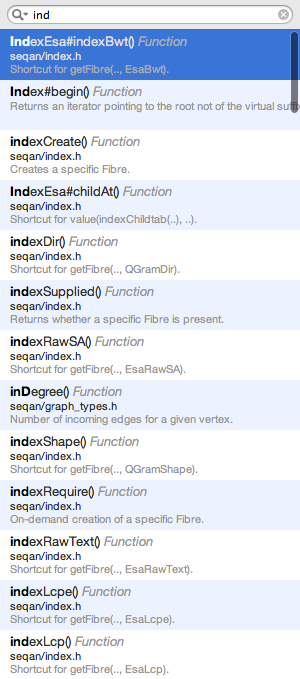 ind
IndexEsa#indexBwt() Function
seqan/index.h
Shortcut for getFibre(.., EsaBwt).
Index#begin() Function
Returns an iterator pointing to the root not of the virtual suffi
indexCreate() Function
seqan/index.h
Creates a specific Fibre.
IndexEsa#childAt() Function
seqan/index.h
Shortcut for value(indexChildtab(..), ..).
indexDir() Function
seqan/index.h
Shortcut for getFibre(.., QGramDir).
indexSupplied() Function
seqan/index.h
Returns whether a specific Fibre is present.
indexRawSA() Function
seqan/index.h
Shortcut for getFibre(.., EsaRawSA).
inDegree() Function
seqan/graph_types.h
Number of incoming edges for a given vertex.
indexShape() Function
seqan/index.h
Shortcut for getFibre(.., QGramShape).
indexRequire() Function
seqan/index.h
On-demand creation of a specific Fibre.
indexRawText() Function
seqan/index.h
Shortcut for getFibre(.., EsaRawText).
indexLcpe() Function
seqan/index.h
Shortcut for getFibre(.., EsaLcpe).
indexLcp() Function
seqan/index.h
Shortcut for getFibre(.., EsaLcp).